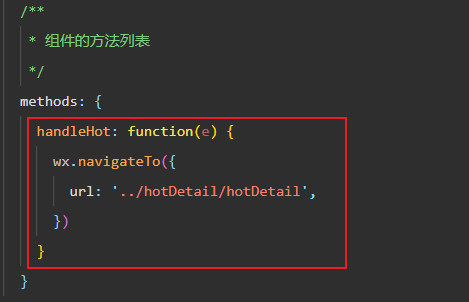 /**
* 组件的方法列表
*/
methods: {
handleHot: function(e) {
wx.navigateTo({
url: '../hotDetail/hotDetail',
})
}
}